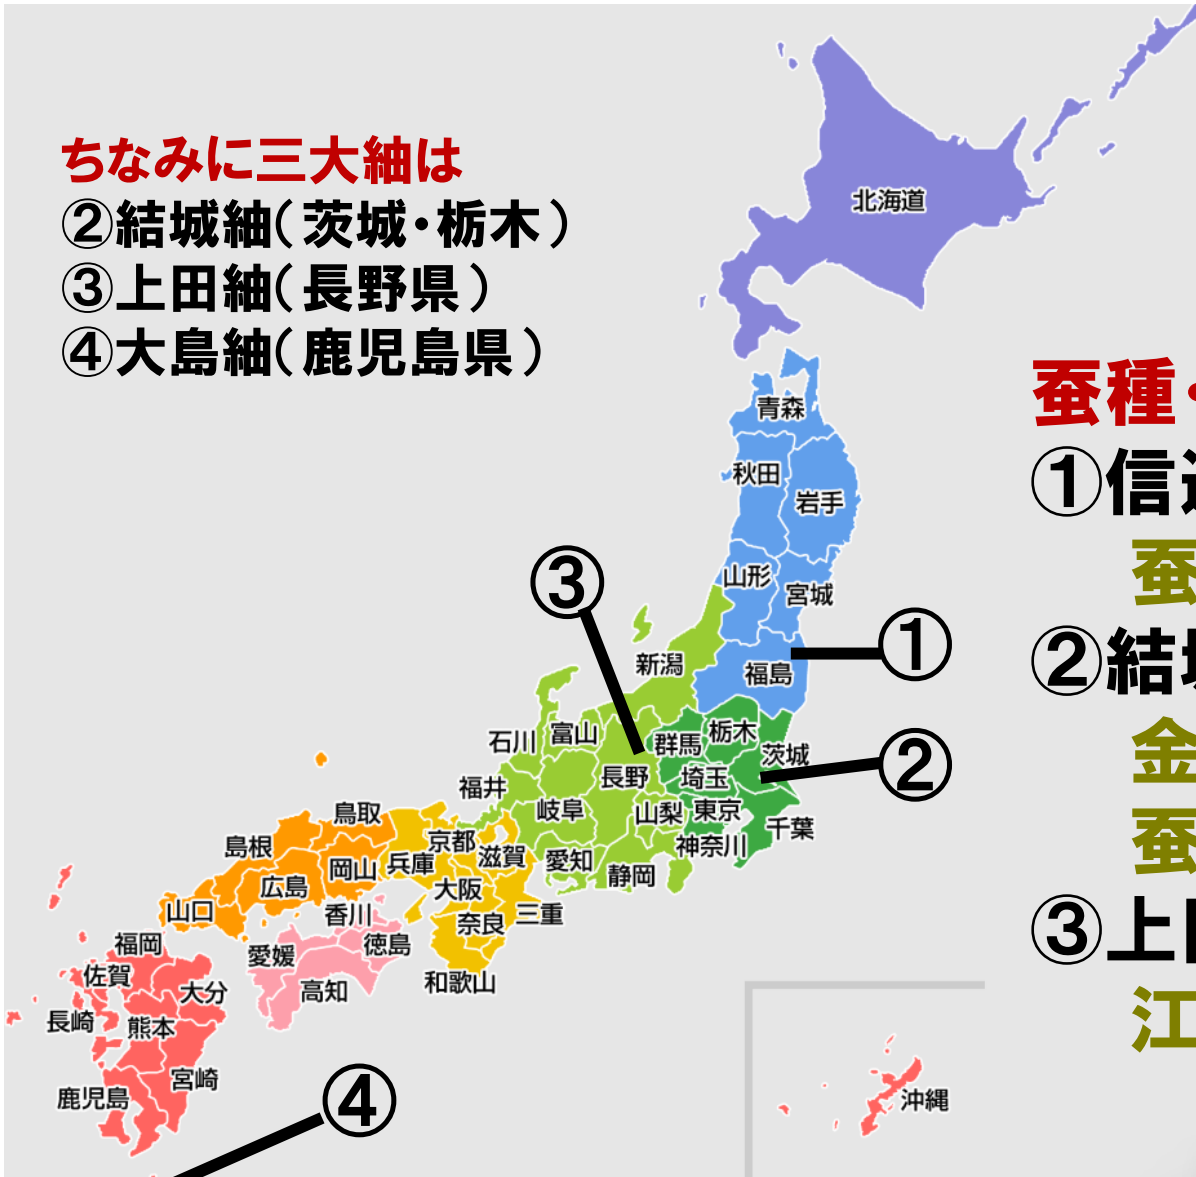 ちなみに三大紬は
②結城紬(茨城・栃木)
③上田紬(長野県)
④大島紬(鹿児島県)
北海道
蚕種・
①信
蚕
②結
金
蚕
③上
江
青森
秋田
岩手
山形
宮城
③
①
新潟
福島
②
石川
富山
群馬
栃木
茨城
福井
長野
埼玉
岐阜
山梨
東京
千葉
鳥取
京都
神奈川
島根
岡山
兵庫
滋賀
愛知
静岡
広島
大阪
山口
香川
奈良
三重
福岡
愛媛
徳島
佐賀
大分
高知
和歌山
長崎
熊本
宮崎
鹿児島
④
沖縄